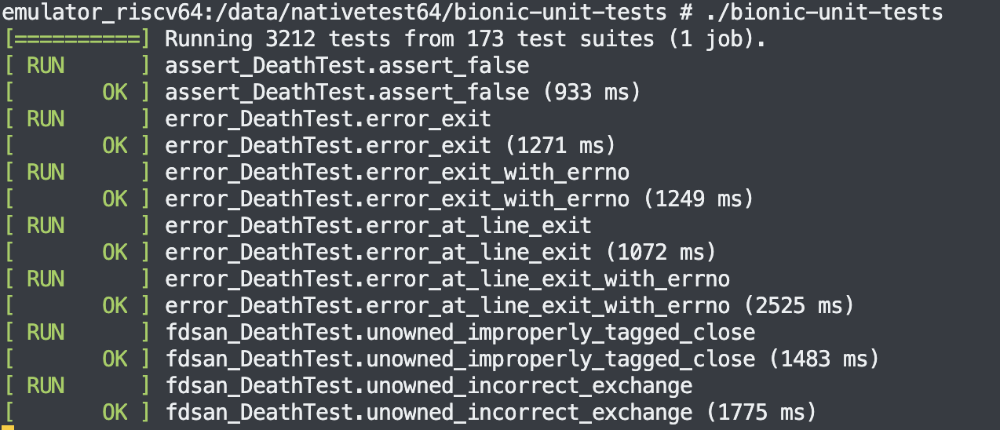 emulator_riscv64:/data/nativetest64/bionic-unit-tests # ./bionic-unit-tests
[==========] Running 3212 tests from 173 test suites (1 job).
[ RUN      ] assert_DeathTest.assert_false
[       OK ] assert_DeathTest.assert_false (933 ms)
[ RUN      ] error_DeathTest.error_exit
[       OK ] error_DeathTest.error_exit (1271 ms)
[ RUN      ] error_DeathTest.error_exit_with_errno
[       OK ] error_DeathTest.error_exit_with_errno (1249 ms)
[ RUN      ] error_DeathTest.error_at_line_exit
[       OK ] error_DeathTest.error_at_line_exit (1072 ms)
[ RUN      ] error_DeathTest.error_at_line_exit_with_errno
[       OK ] error_DeathTest.error_at_line_exit_with_errno (2525 ms)
[ RUN      ] fdsan_DeathTest.unowned_improperly_tagged_close
[       OK ] fdsan_DeathTest.unowned_improperly_tagged_close (1483 ms)
[ RUN      ] fdsan_DeathTest.unowned_incorrect_exchange
[       OK ] fdsan_DeathTest.unowned_incorrect_exchange (1775 ms)